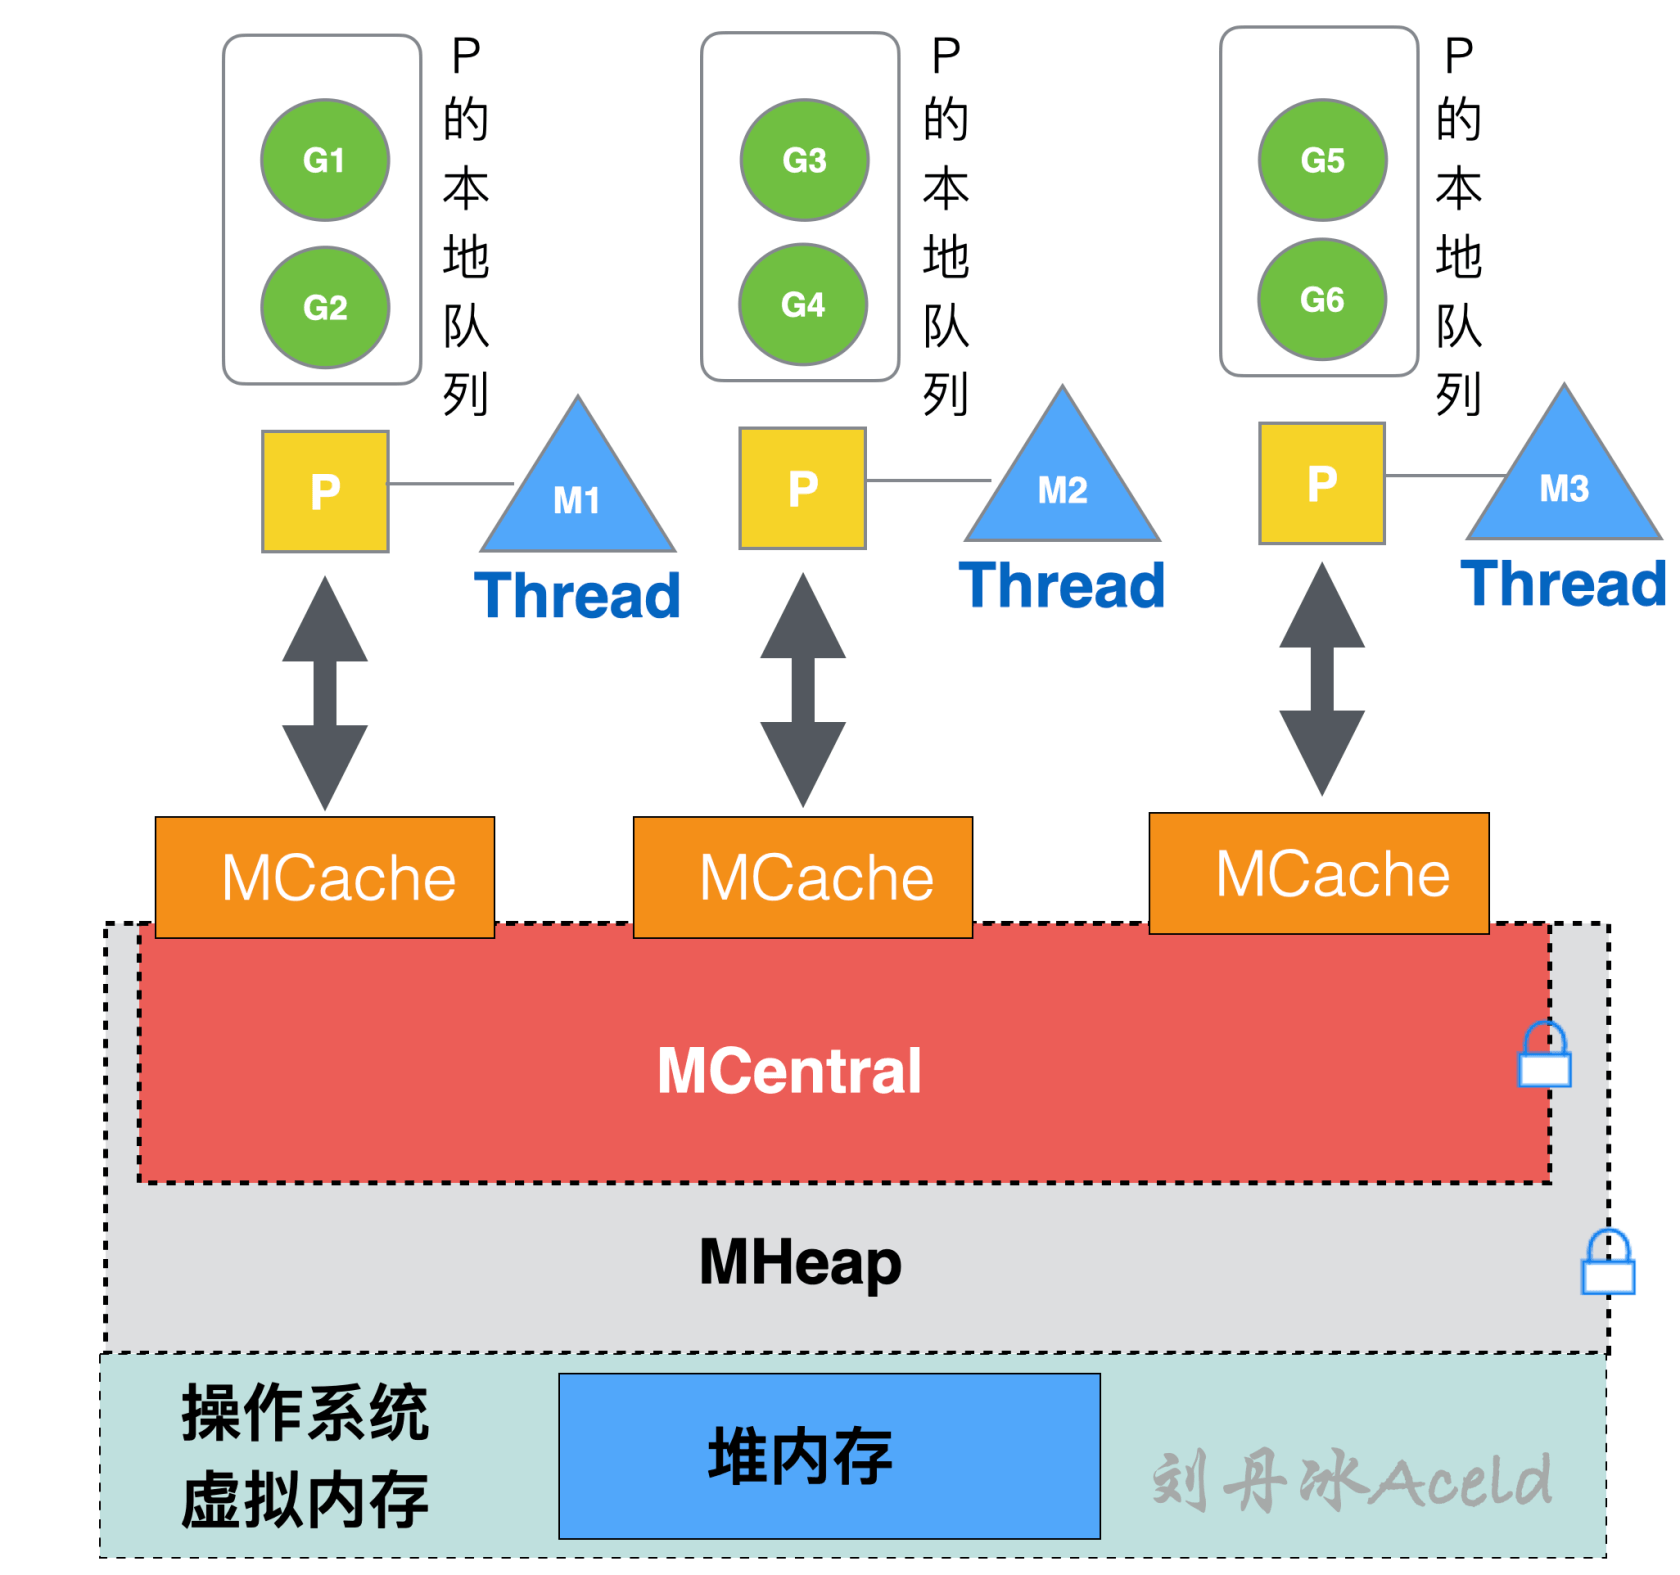 G1
G2
P的本地队列
G3
G4
P的本地队列
G5
G6
P的本地队列
P
M1
Thread
P
M2
Thread
P
M3
Thread
MCache
MCache
MCache
MCentral
MHeap
操作系统
虚拟内存
堆内存
刘丹冰Aceld